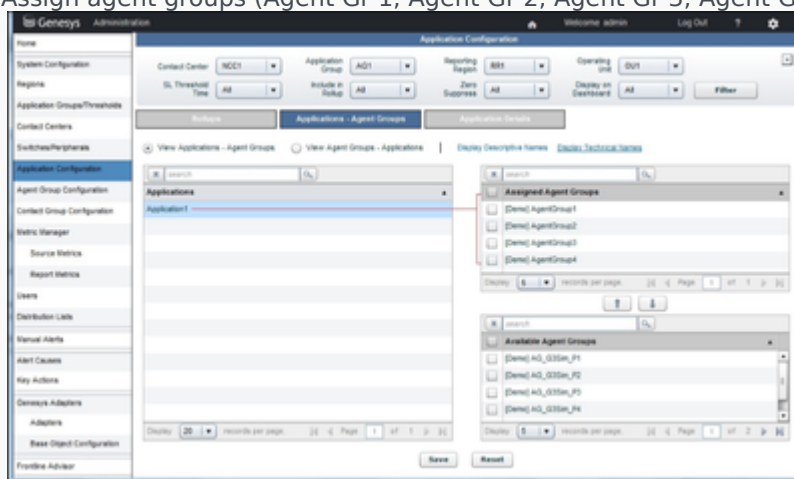 Assign agent groups (Agent GP1, Agent GP2, Agent GP3, Agent G
Genesys Administration Welcome admin Log Out ?
Home
Application Configuration
System Configuration
Regions
Application Groups/Thresholds
Contact Centers
Switches/Peripherals
Application Configuration
Agent Group Configuration
Contact Group Configuration
Metric Manager
Source Metrics
Report Metrics
Users
Distribution Lists
Manual Alerts
Alert Causes
Key Actions
Genesys Adapters
Adapters
Base Object Configuration
Frontline Advisor
Contact Center NCC1 Application Group AG1 Reporting Region RR1 Operating Unit OU1
SL Threshold Time All Include in Rollup All Zero Suppress All Display on Dashboard All Filter
Rollups Applications - Agent Groups Application Details
View Applications - Agent Groups View Agent Groups - Applications | Display Descriptive Names Display Technical Names
search
Applications
Application1
Display 20 records per page. Page 1 of 1
search
Assigned Agent Groups
[Demo] AgentGroup1
[Demo] AgentGroup2
[Demo] AgentGroup3
[Demo] AgentGroup4
Display 5 records per page. Page 1 of 1
search
Available Agent Groups
[Demo] AG_G3Sim_P1
[Demo] AG_G3Sim_P2
[Demo] AG_G3Sim_P3
[Demo] AG_G3Sim_P4
Display 5 records per page. Page 1 of 2
Save Reset